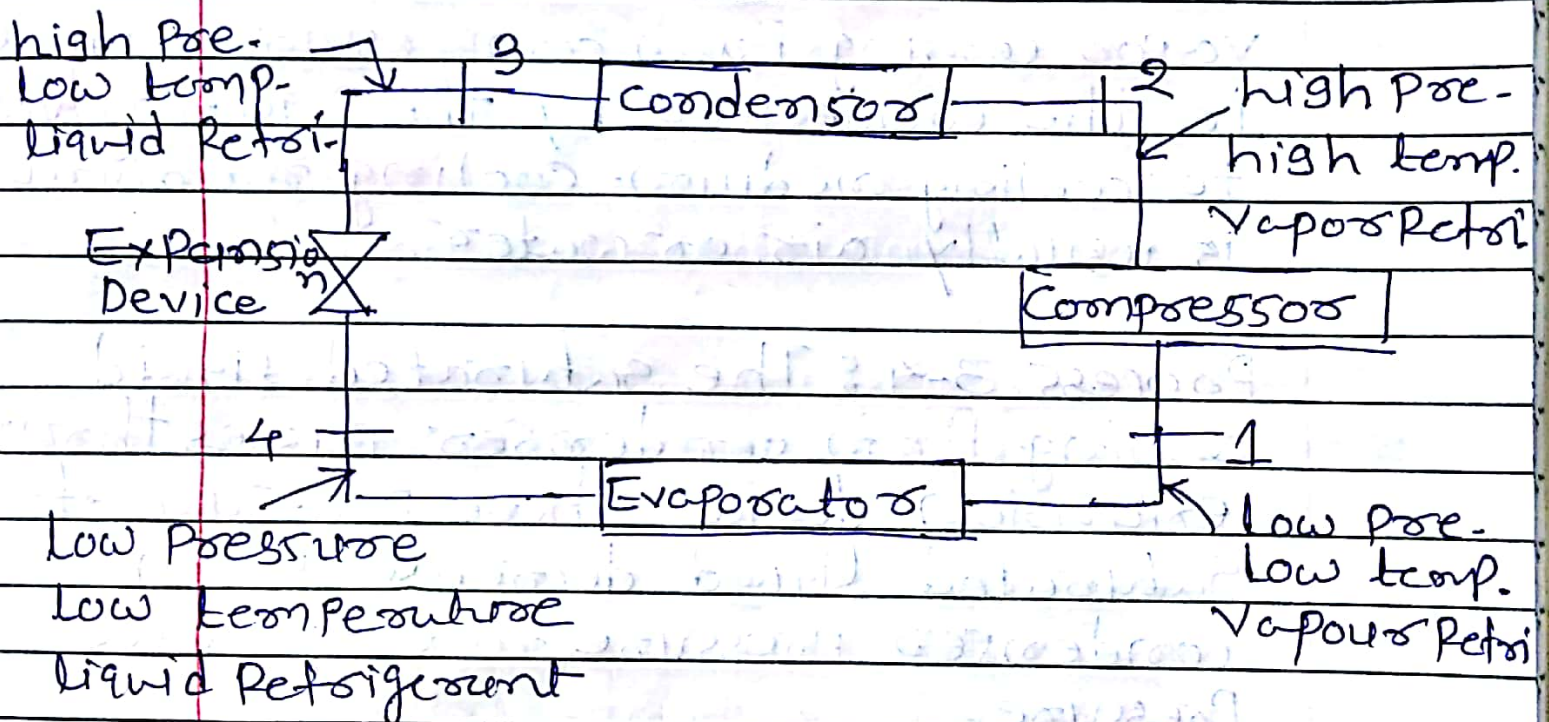 high Pre.
Low temp.
liquid Refri.
3
Condensor
2
high Pre.
high temp.
Vapor Refri
Expansion
Device
Compressor
4
1
Evaporator
Low Pressure
Low temperature
liquid Refrigerant
Low Pre.
Low temp.
Vapour Refri